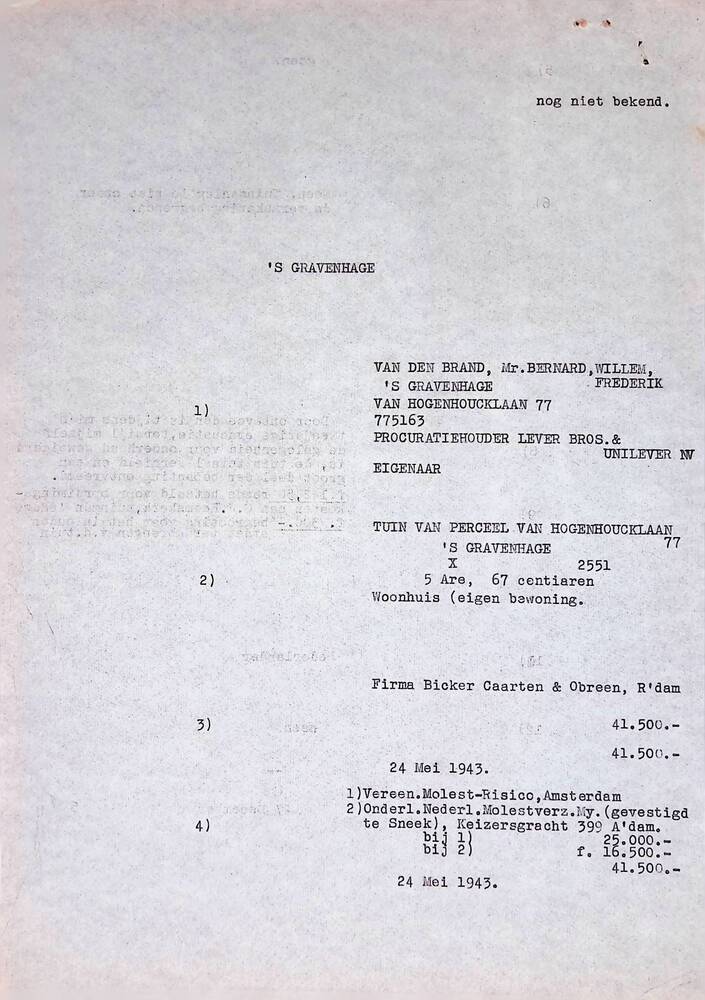 nog niet bekend.
'S GRAVENHAGE
VAN DEN BRAND, Mr.BERNARD,WILLEM,
'S GRAVENHAGE FREDERIK
1) VAN HOGENHOUCKLAAN 77
775163
PROCURATIEHOUDER LEVER BROS.&
UNILEVER NV
EIGENAAR
TUIN VAN PERCEEL VAN HOGENHOUCKLAAN
'S GRAVENHAGE 77
X 2551
2) 5 Are, 67 centiaren
Woonhuis (eigen bewoning.
Firma Bicker Caarten & Obreen, R'dam
3) 41.500.-
41.500.-
24 Mei 1943.
1)Vereen.Molest-Risico,Amsterdam
2)Onderl.Nederl.Molestverz.My.(gevestigd
4) te Sneek), Keizersgracht 399 A'dam.
bij 1) 25.000.-
bij 2) f. 16.500.-
41.500.-
24 Mei 1943.